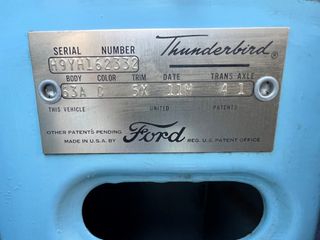 SERIAL NUMBER Thunderbird®
H9YH162332
BODY COLOR TRIM DATE TRANS AXLE
63A C 5X 11M 4 1
THIS VEHICLE UNITED PATENTS
OTHER PATENTS PENDING
MADE IN U.S.A. BY Ford REG. U.S. PATENT OFFICE